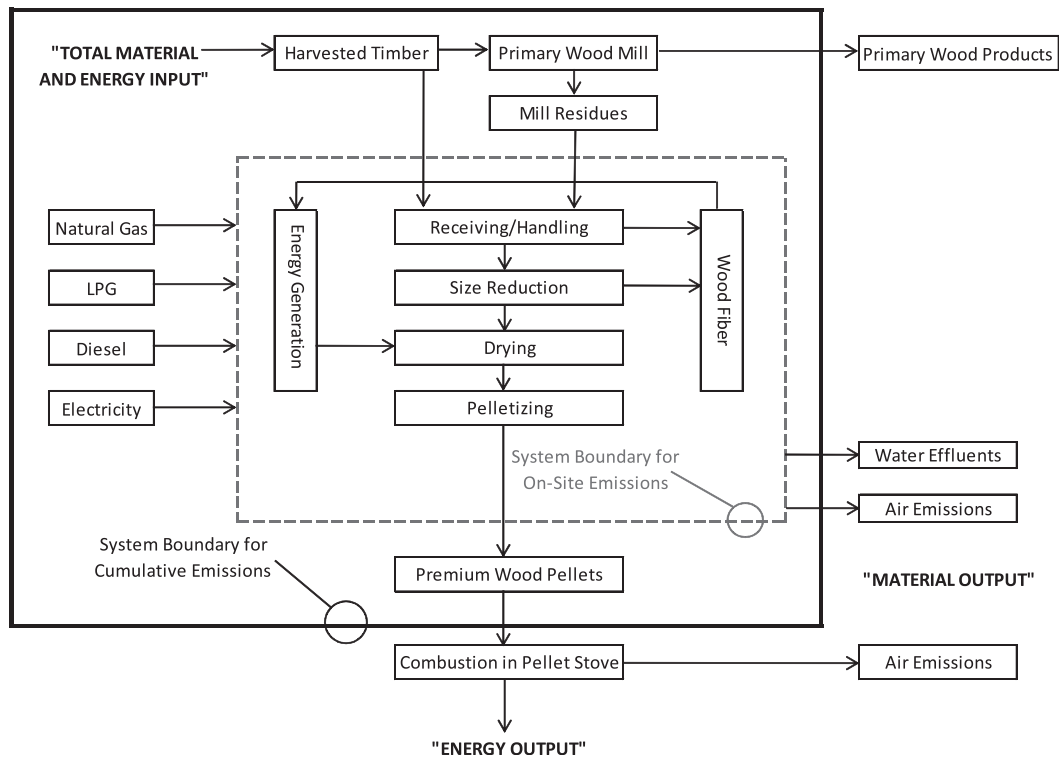 "TOTAL MATERIAL
AND ENERGY INPUT"
Harvested Timber
Primary Wood Mill
Primary Wood Products
Mill Residues
Natural Gas
LPG
Diesel
Electricity
Energy Generation
Receiving/Handling
Size Reduction
Drying
Pelletizing
Wood Fiber
System Boundary for
On-Site Emissions
Water Effluents
Air Emissions
System Boundary for
Cumulative Emissions
Premium Wood Pellets
"MATERIAL OUTPUT"
Combustion in Pellet Stove
Air Emissions
"ENERGY OUTPUT"